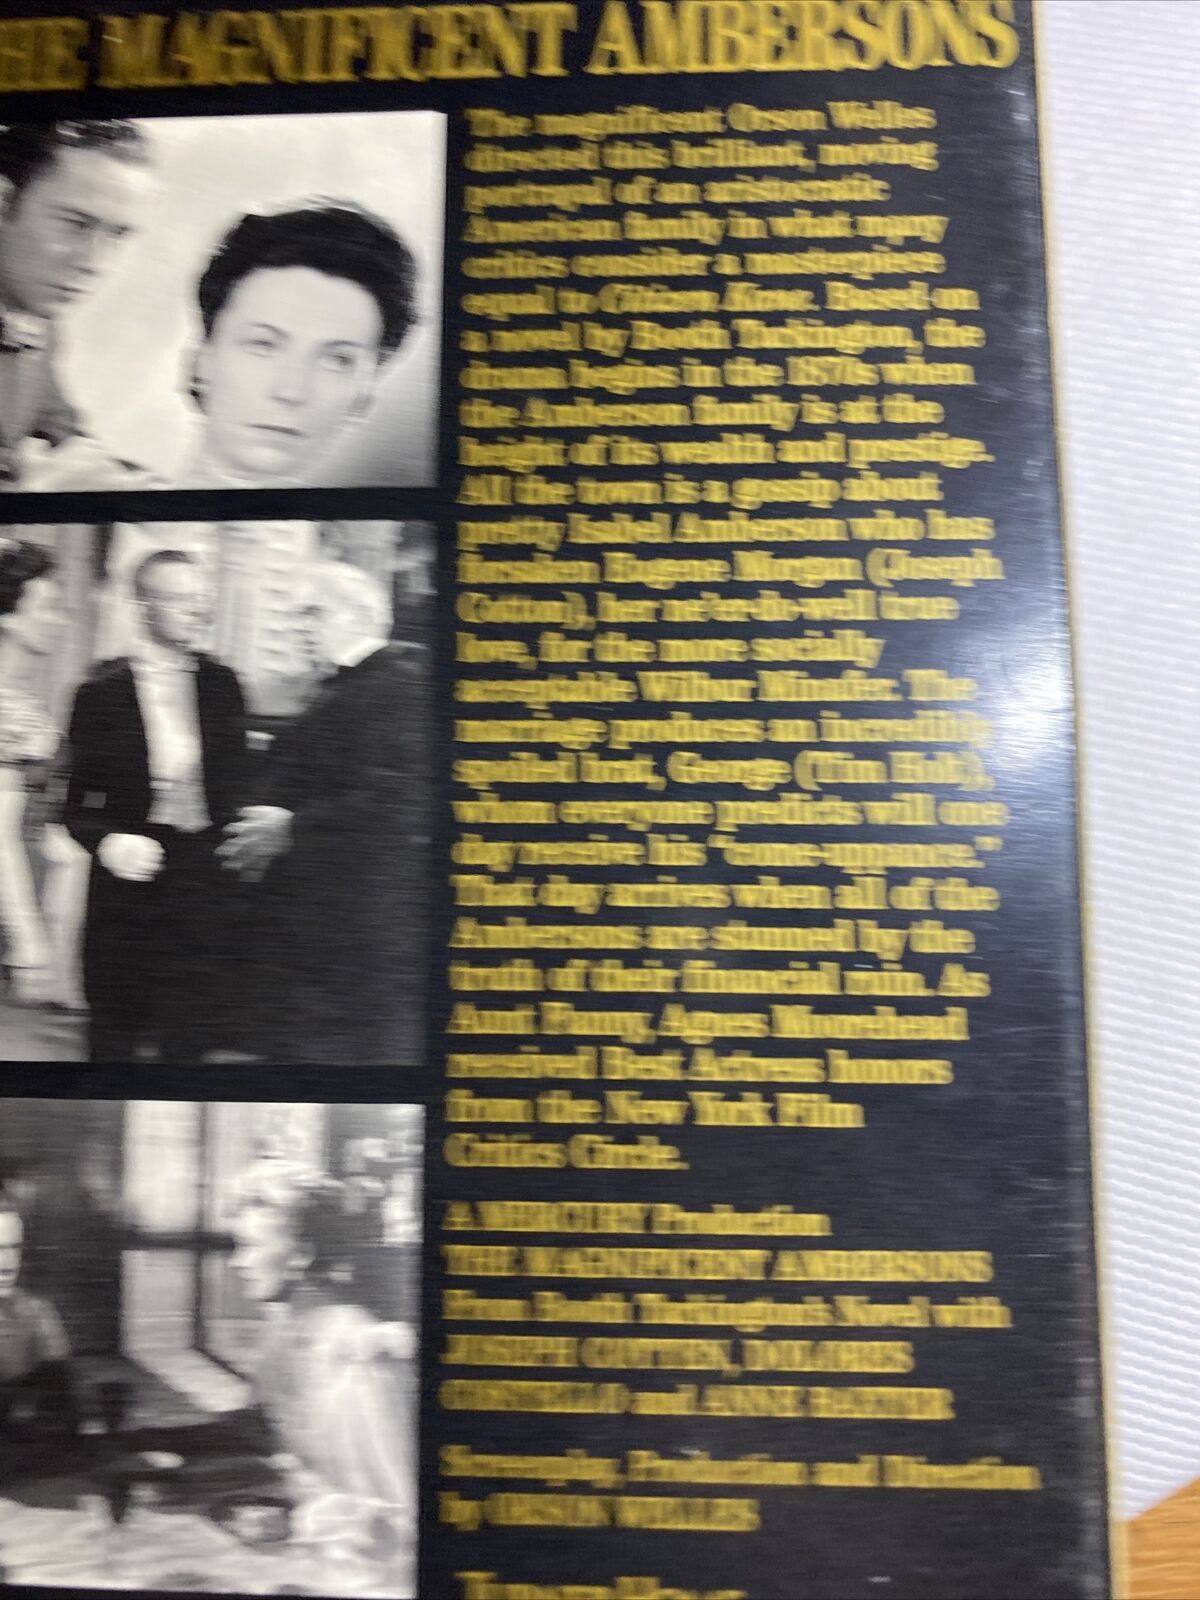 HE MAGNIFICENT AMBERSONS
The magnificent Orson Welles
directed this brilliant, moving
portrayal of an aristocratic
American family in what many
critics consider a masterpiece
equal to Citizen Kane. Based on
a novel by Booth Tarkington, the
drama begins in the 1870s when
the Amberson family is at the
height of its wealth and prestige.
All the town is a gossip about
pretty Isabel Amberson who has
forsaken Eugene Morgan (Joseph
Cotton), her ne'er-do-well true
love, for the more socially
acceptable Wilbur Minafer. The
marriage produces an incredibly
spoiled brat, George (Tim Holt),
whom everyone predicts will one
day receive his "come-uppance."
That day arrives when all of the
Ambersons are stunned by the
truth of their financial ruin. As
Aunt Fanny, Agnes Moorehead
received Best Actress honors
from the New York Film
Critics Circle.
A MERCURY Production
THE MAGNIFICENT AMBERSONS
From Booth Tarkington's Novel with
JOSEPH COTTEN, DOLORES
COSTELLO and ANNE BAXTER
Screenplay, Production and Direction
by ORSON WELLES